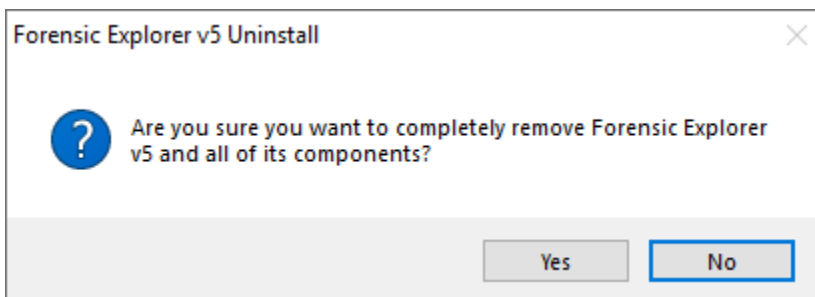 Forensic Explorer v5 Uninstall
Are you sure you want to completely remove Forensic Explorer
v5 and all of its components?
Yes
No